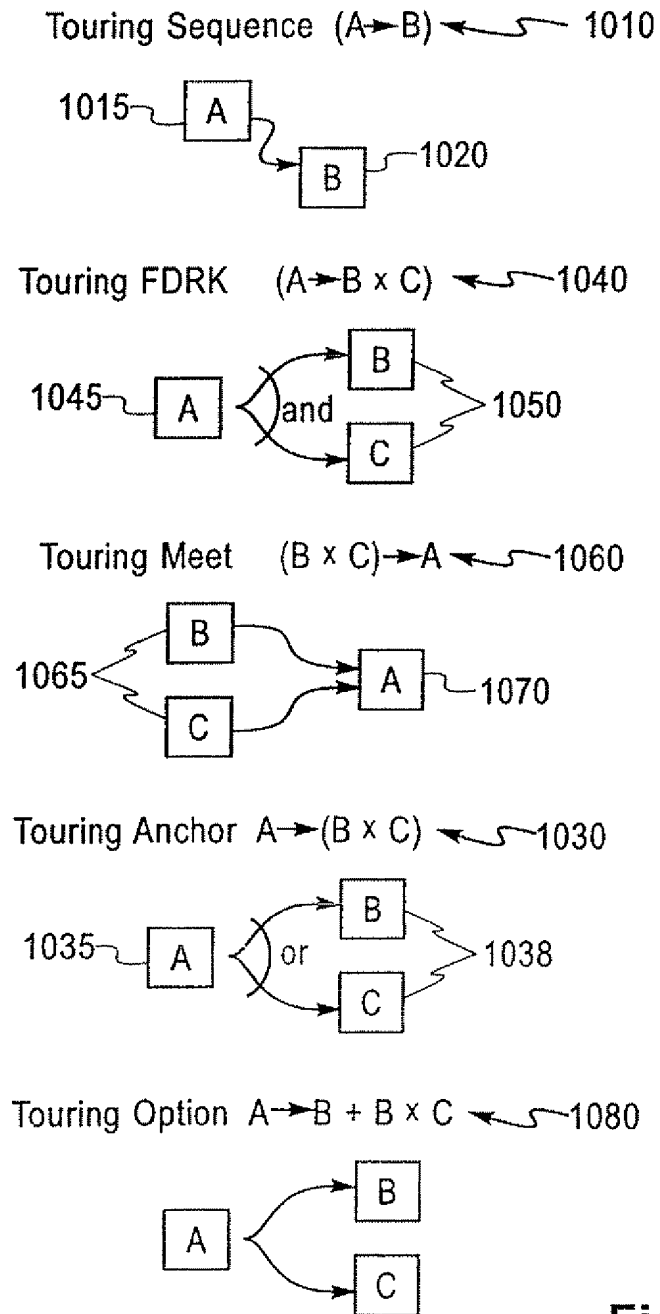 Touring Sequence (A→B) 1010
1015 A
B 1020
Touring FDRK (A→B x C) 1040
B
1045 A and 1050
C
Touring Meet (B x C)→A 1060
B
1065 A 1070
C
Touring Anchor A→(B x C) 1030
B
1035 A or 1038
C
Touring Option A→B + B x C 1080
B
A
C